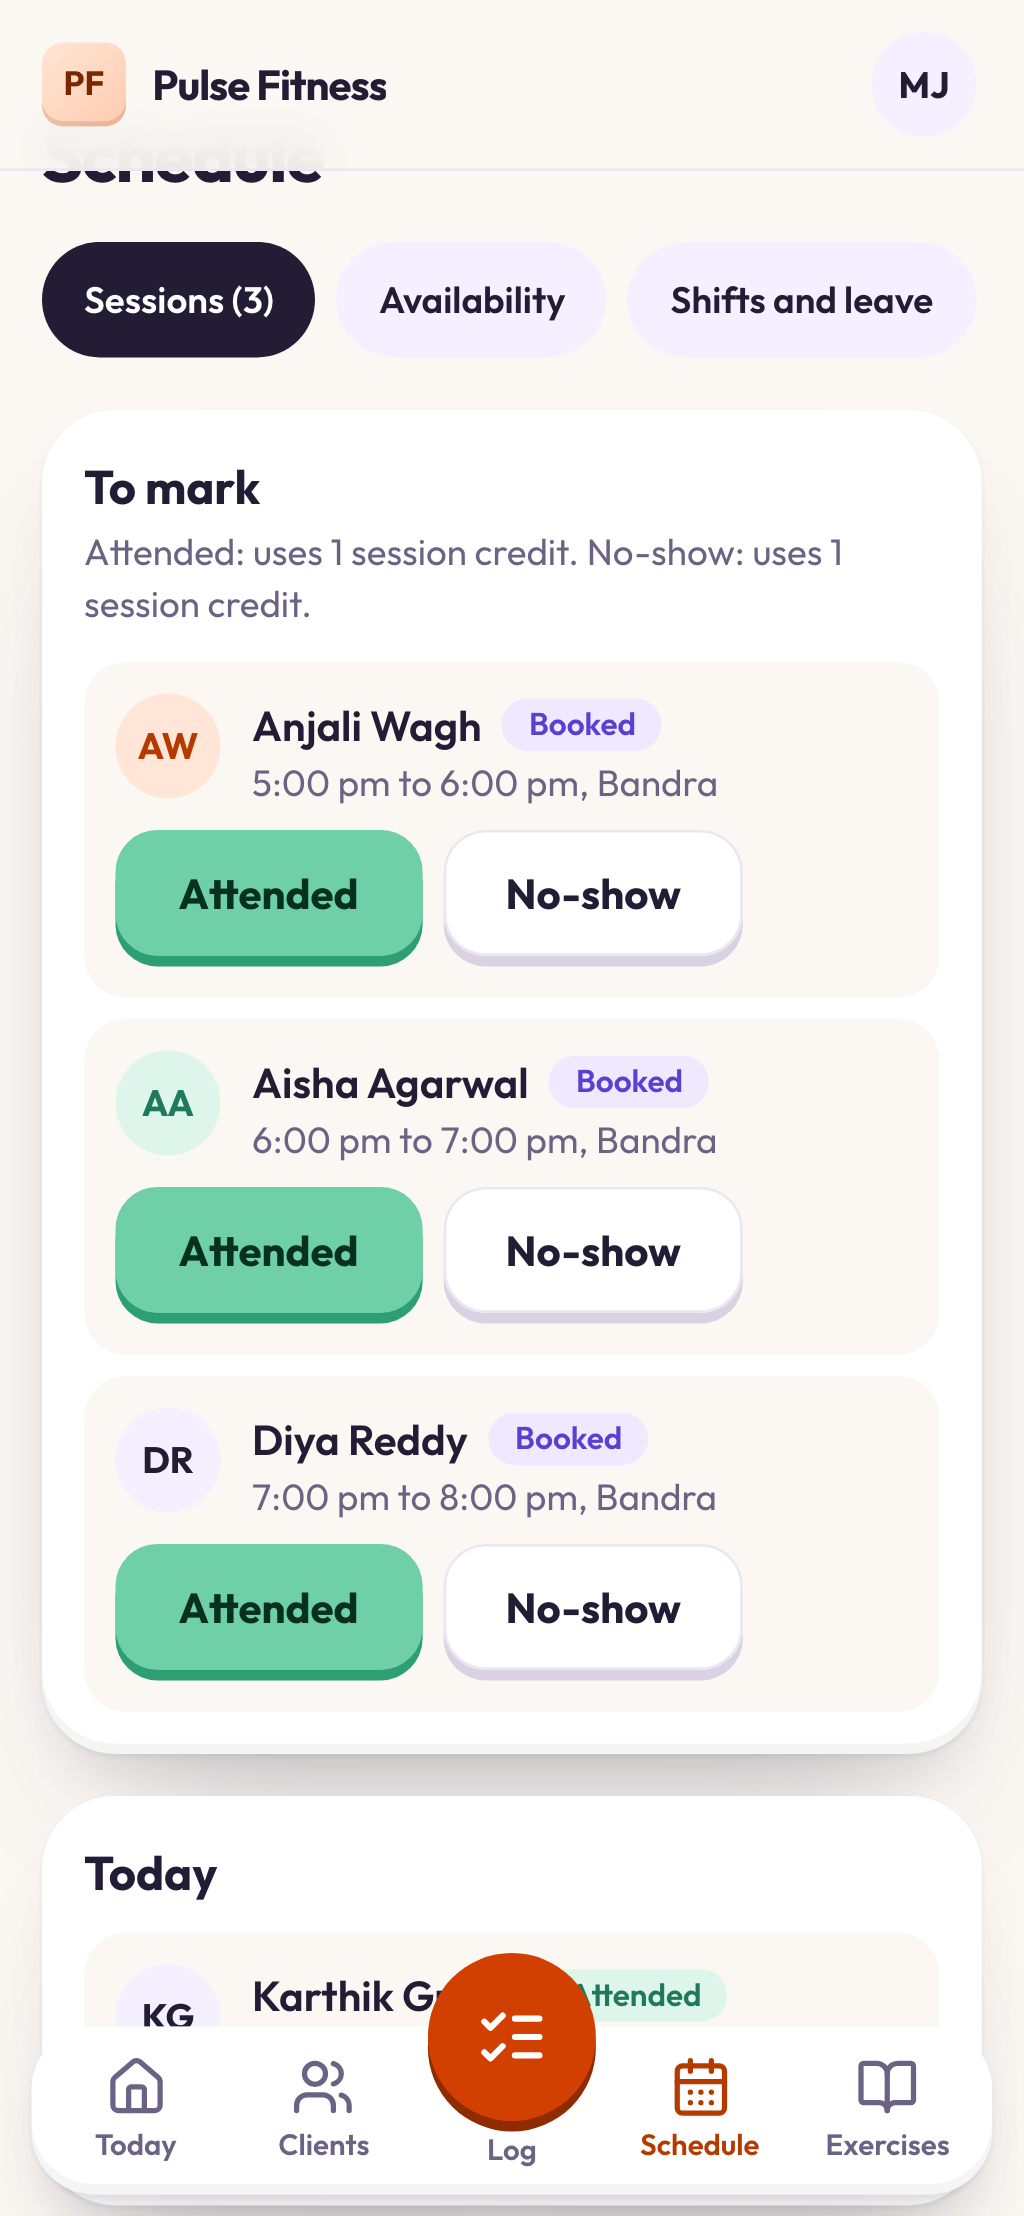 PF
Pulse Fitness
MJ
Schedule
Sessions (3)
Availability
Shifts and leave
To mark
Attended: uses 1 session credit. No-show: uses 1
session credit.
AW
Anjali Wagh
Booked
5:00 pm to 6:00 pm, Bandra
Attended
No-show
AA
Aisha Agarwal
Booked
6:00 pm to 7:00 pm, Bandra
Attended
No-show
DR
Diya Reddy
Booked
7:00 pm to 8:00 pm, Bandra
Attended
No-show
Today
KG
Karthik
Attended
Today
Clients
Log
Schedule
Exercises